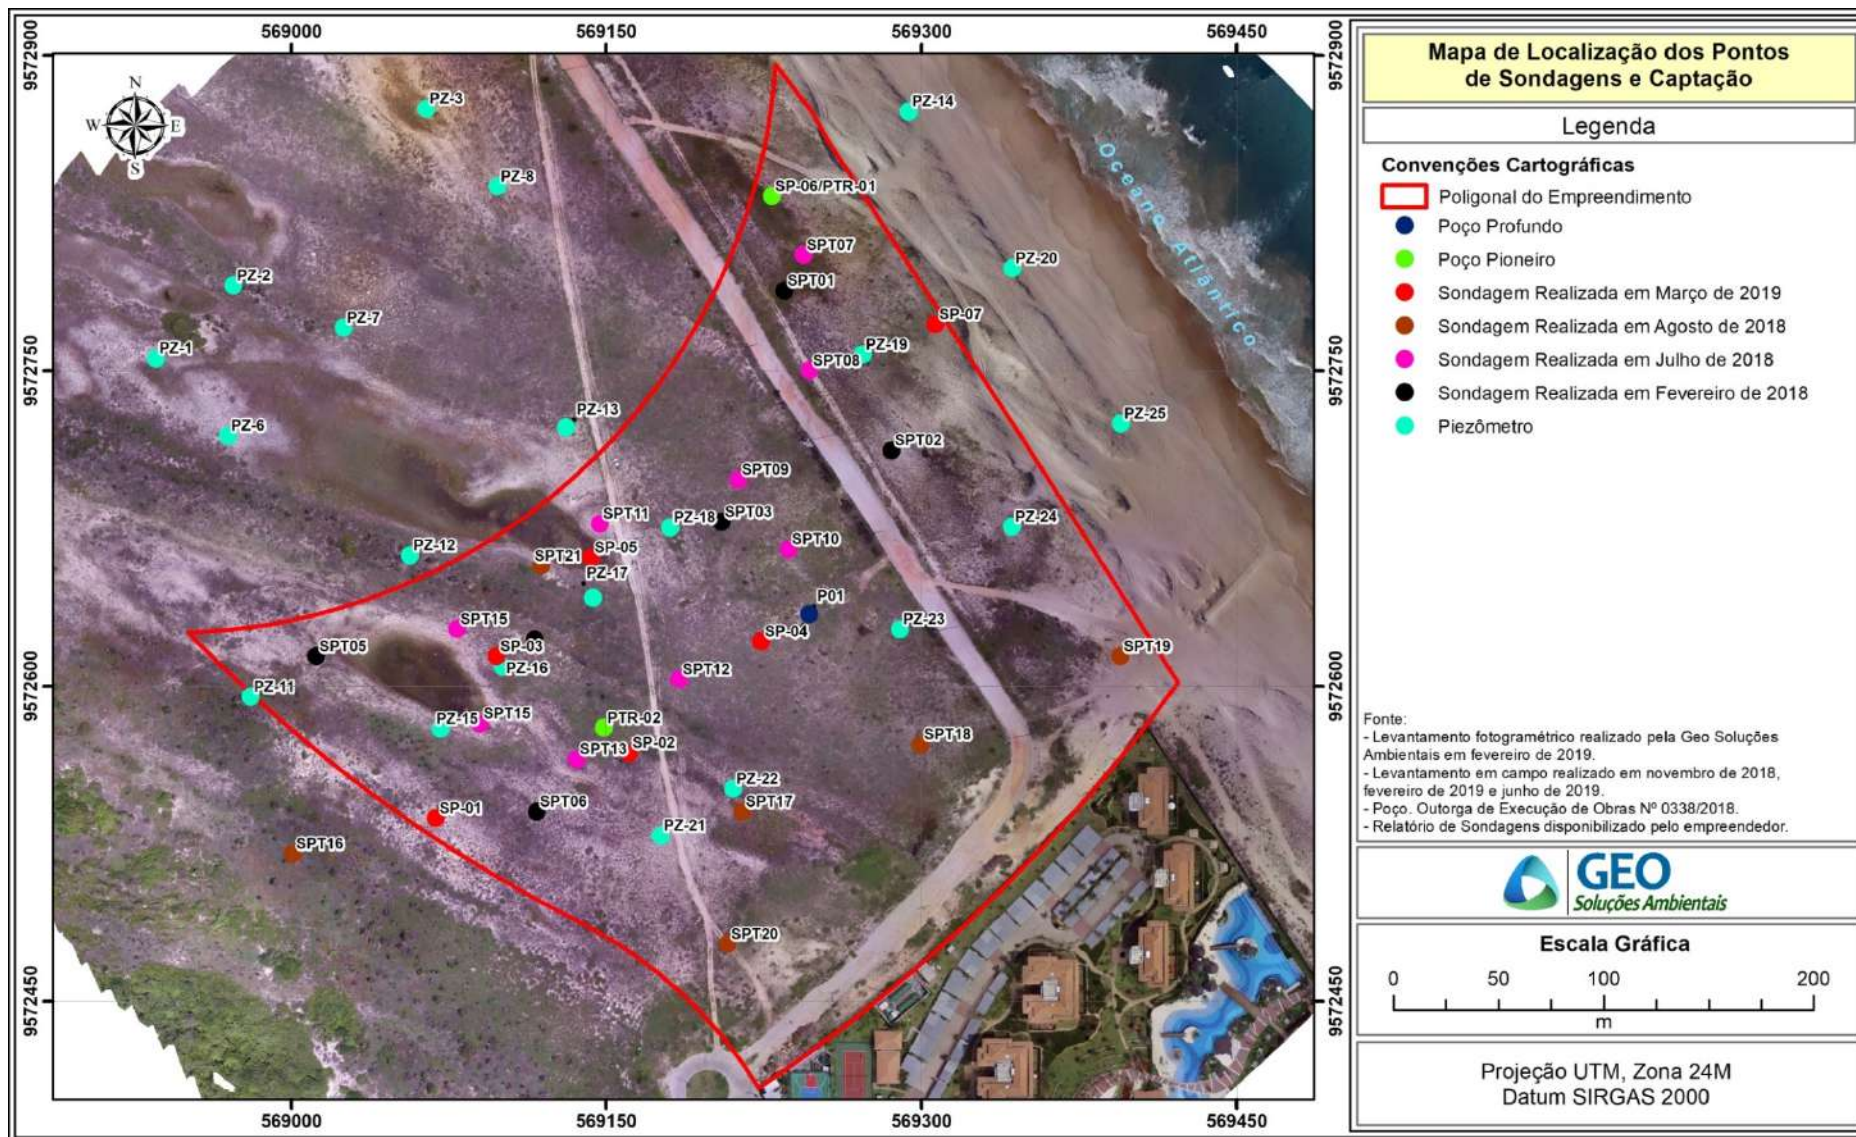 569000
569150
569300
569450
9572900
9572900
N
W
E
S
PZ-3
PZ-14
Oceano Atlântico
PZ-8
SP-06/PTR-01
SPT07
PZ-20
PZ-2
SPT01
PZ-7
SP-07
PZ-1
PZ-19
SPT08
9572750
9572750
PZ-13
PZ-25
PZ-6
SPT02
SPT09
SPT11
PZ-18
SPT03
PZ-24
PZ-12
SPT21
SP-05
SPT10
PZ-17
P01
SPT15
SP-04
PZ-23
SPT05
SP-03
PZ-16
SPT12
SPT19
9572600
9572600
PZ-11
PZ-15
SPT15
PTR-02
SPT13
SP-02
SPT18
PZ-22
SP-01
SPT06
SPT17
PZ-21
SPT16
SPT20
9572450
9572450
569000
569150
569300
569450
Mapa de Localização dos Pontos
de Sondagens e Captação
Legenda
Convenções Cartográficas
Poligonal do Empreendimento
Poço Profundo
Poço Pioneiro
Sondagem Realizada em Março de 2019
Sondagem Realizada em Agosto de 2018
Sondagem Realizada em Julho de 2018
Sondagem Realizada em Fevereiro de 2018
Piezômetro
Fonte:
- Levantamento fotogramétrico realizado pela Geo Soluções
Ambientais em fevereiro de 2019.
- Levantamento em campo realizado em novembro de 2018,
fevereiro de 2019 e junho de 2019.
- Poço. Outorga de Execução de Obras Nº 0338/2018.
- Relatório de Sondagens disponibilizado pelo empreendedor.
GEO
Soluções Ambientais
Escala Gráfica
0 50 100 200
m
Projeção UTM, Zona 24M
Datum SIRGAS 2000